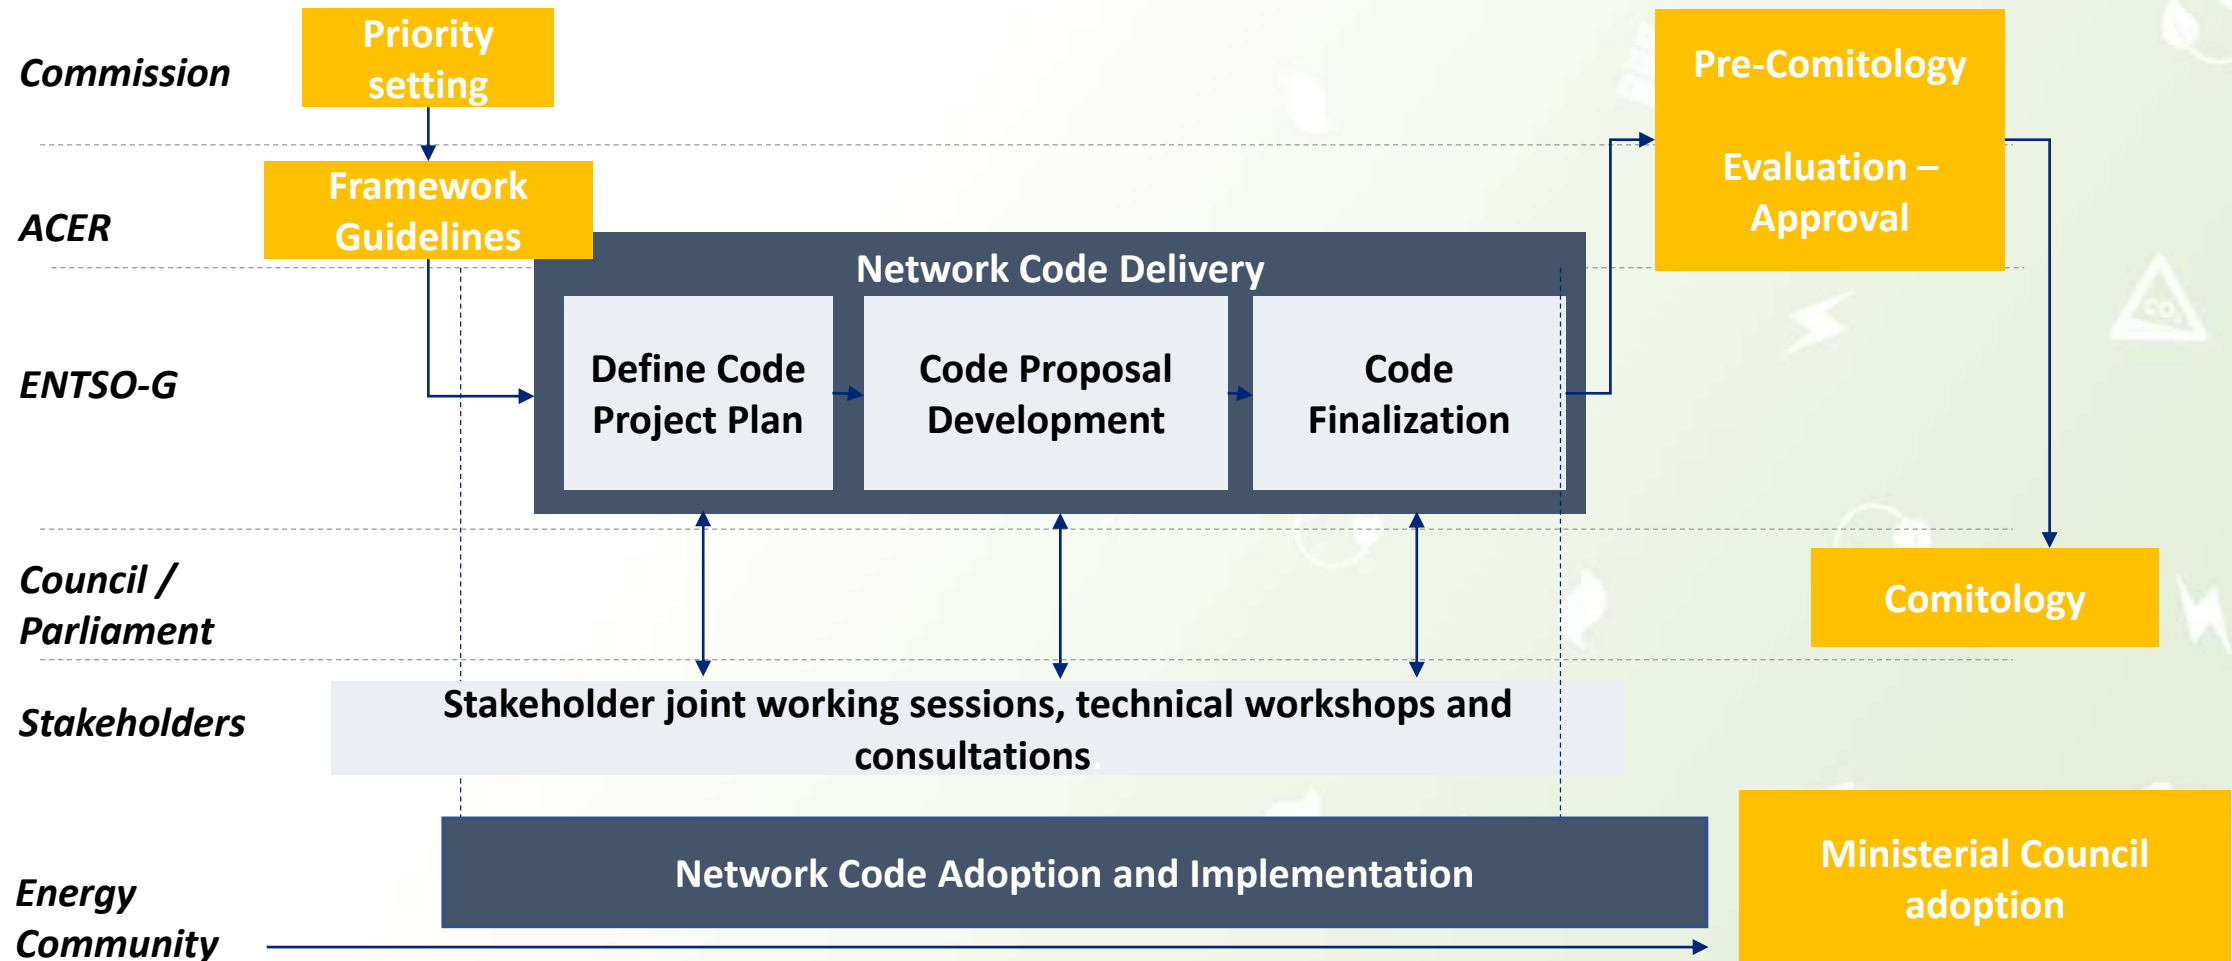 Commission
Priority
setting
Pre-Comitology
Evaluation –
Approval
ACER
Framework
Guidelines
Network Code Delivery
ENTSO-G
Define Code
Project Plan
Code Proposal
Development
Code
Finalization
Council /
Parliament
Comitology
Stakeholders
Stakeholder joint working sessions, technical workshops and
consultations.
Energy
Community
Network Code Adoption and Implementation
Ministerial Council
adoption
CO2